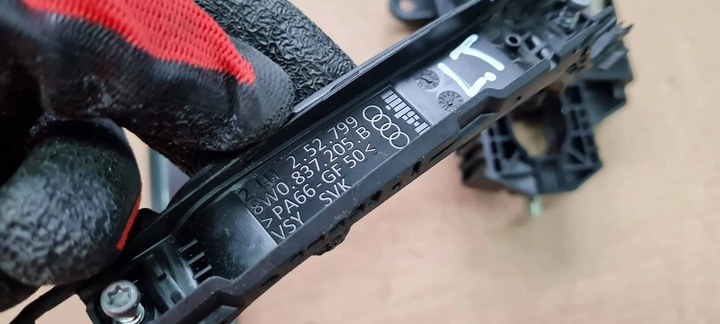 LT
2.52.799
8W0.837.205.B
>PA66-GF50<
VSY SVK